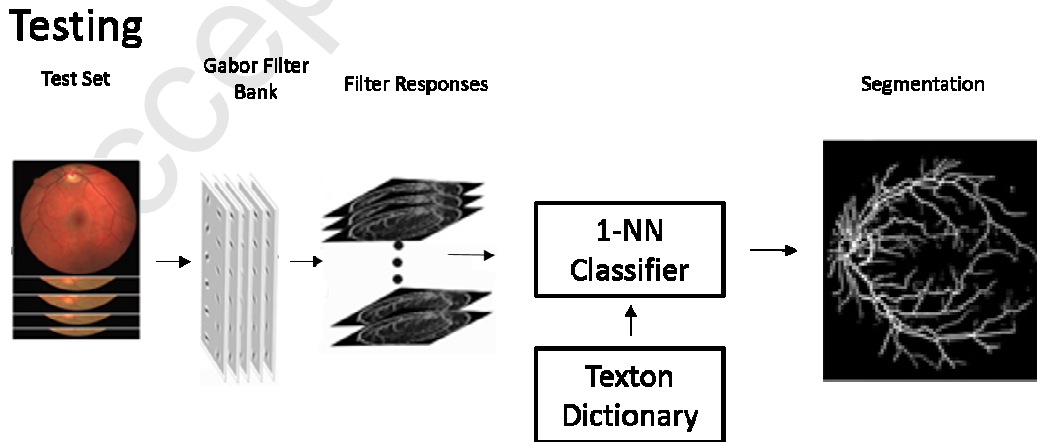 Testing
Test Set
Gabor Filter
Bank
Filter Responses
Segmentation
1-NN
Classifier
Texton
Dictionary